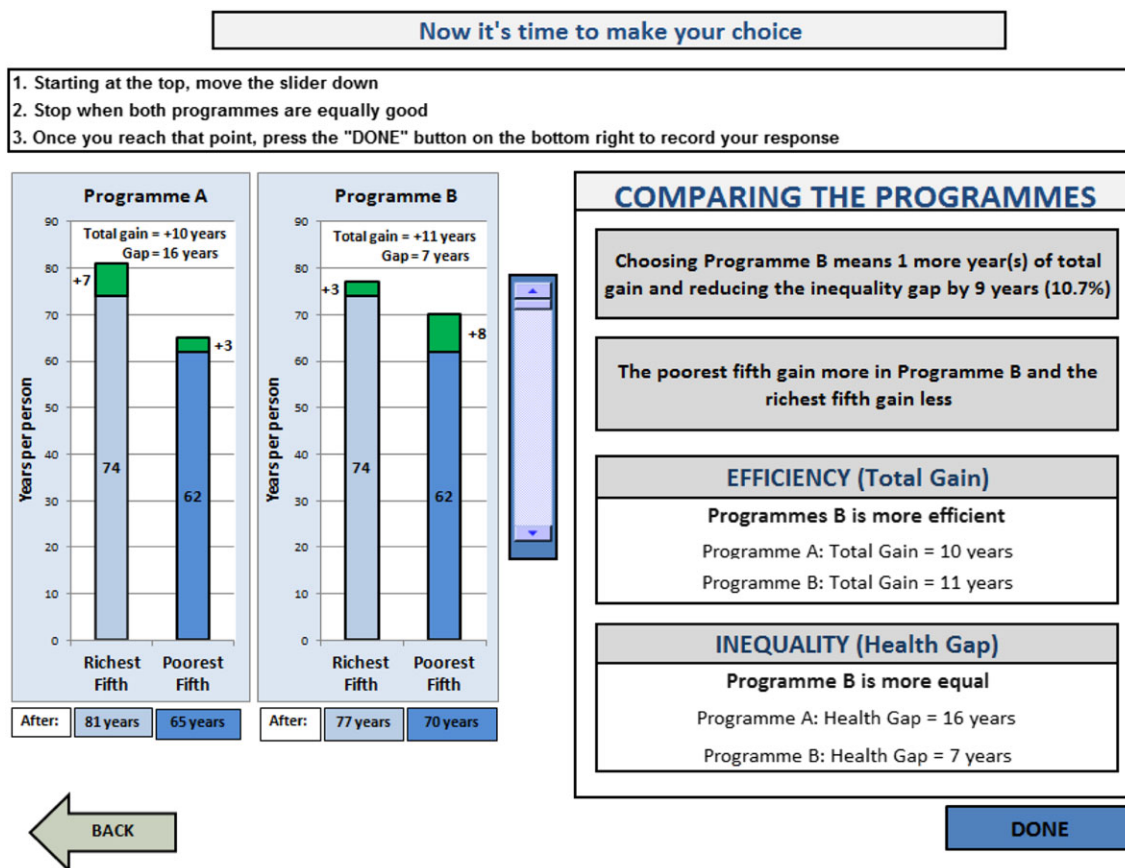 Now it's time to make your choice
1. Starting at the top, move the slider down
2. Stop when both programmes are equally good
3. Once you reach that point, press the "DONE" button on the bottom right to record your response
Programme A
Total gain = +10 years
Gap = 16 years
Years per person
90
80
70
60
50
40
30
20
10
0
+7
74
+3
62
Richest
Fifth
Poorest
Fifth
After:
81 years
65 years
Programme B
Total gain = +11 years
Gap = 7 years
Years per person
90
80
70
60
50
40
30
20
10
0
+3
74
+8
62
Richest
Fifth
Poorest
Fifth
After:
77 years
70 years
COMPARING THE PROGRAMMES
Choosing Programme B means 1 more year(s) of total
gain and reducing the inequality gap by 9 years (10.7%)
The poorest fifth gain more in Programme B and the
richest fifth gain less
EFFICIENCY (Total Gain)
Programmes B is more efficient
Programme A: Total Gain = 10 years
Programme B: Total Gain = 11 years
INEQUALITY (Health Gap)
Programme B is more equal
Programme A: Health Gap = 16 years
Programme B: Health Gap = 7 years
BACK
DONE